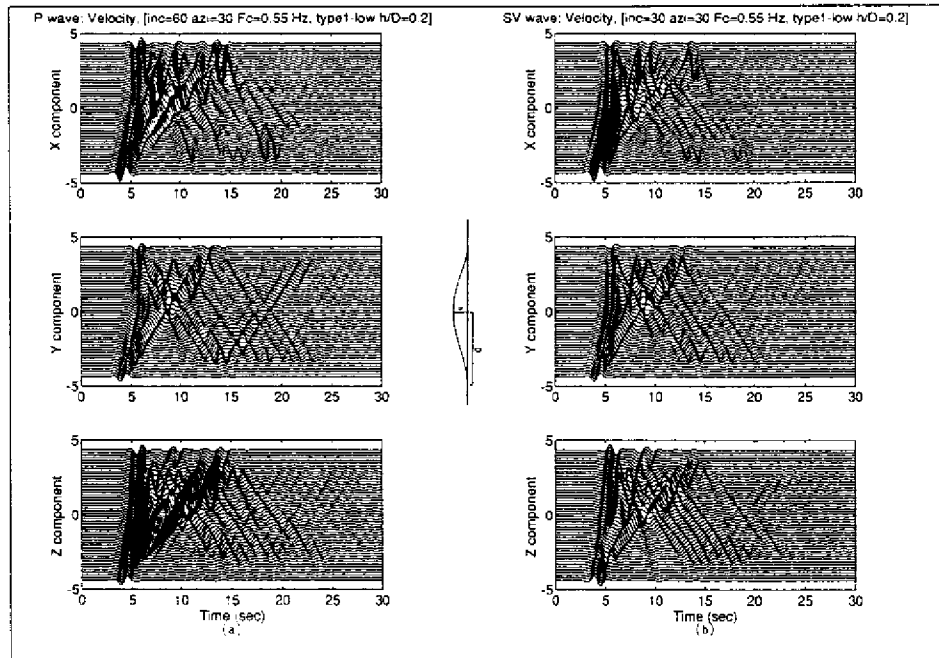 P wave: Velocity, [inc=60 azi=30 Fc=0.55 Hz, type1-low h/D=0.2]
X component
5
0
-5
0 5 10 15 20 25 30
Y component
5
0
-5
0 5 10 15 20 25 30
Z component
5
0
-5
0 5 10 15 20 25 30
Time (sec)
(a)
SV wave: Velocity, [inc=30 azi=30 Fc=0.55 Hz, type1-low h/D=0.2]
X component
5
0
-5
0 5 10 15 20 25 30
Y component
5
0
-5
0 5 10 15 20 25 30
Z component
5
0
-5
0 5 10 15 20 25 30
Time (sec)
(b)